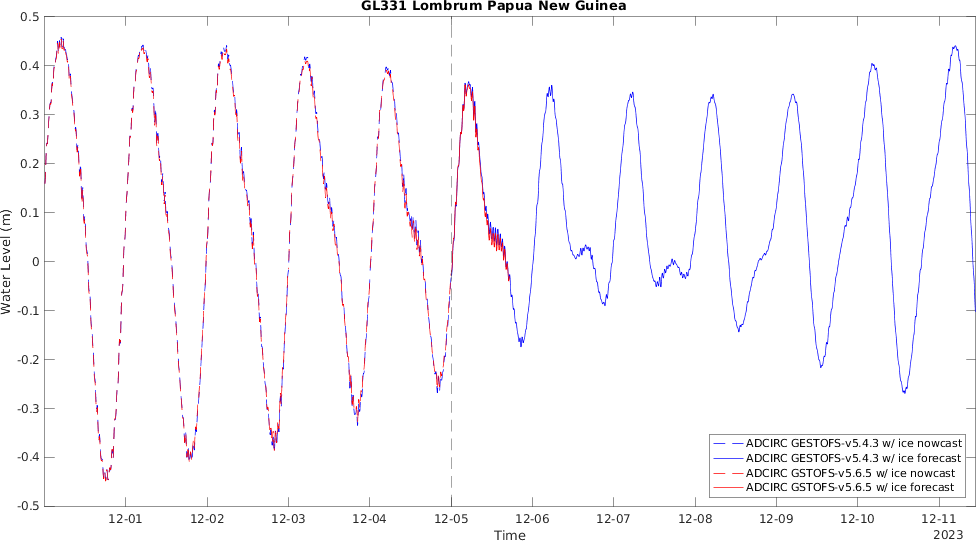 GL331 Lombrum Papua New Guinea
0.5
0.4
0.3
0.2
0.1
0
-0.1
-0.2
-0.3
-0.4
-0.5
Water Level (m)
12-01 12-02 12-03 12-04 12-05 12-06 12-07 12-08 12-09 12-10 12-11
Time
2023
ADCIRC GESTOFS-v5.4.3 w/ ice nowcast
ADCIRC GESTOFS-v5.4.3 w/ ice forecast
ADCIRC GSTOFS-v5.6.5 w/ ice nowcast
ADCIRC GSTOFS-v5.6.5 w/ ice forecast